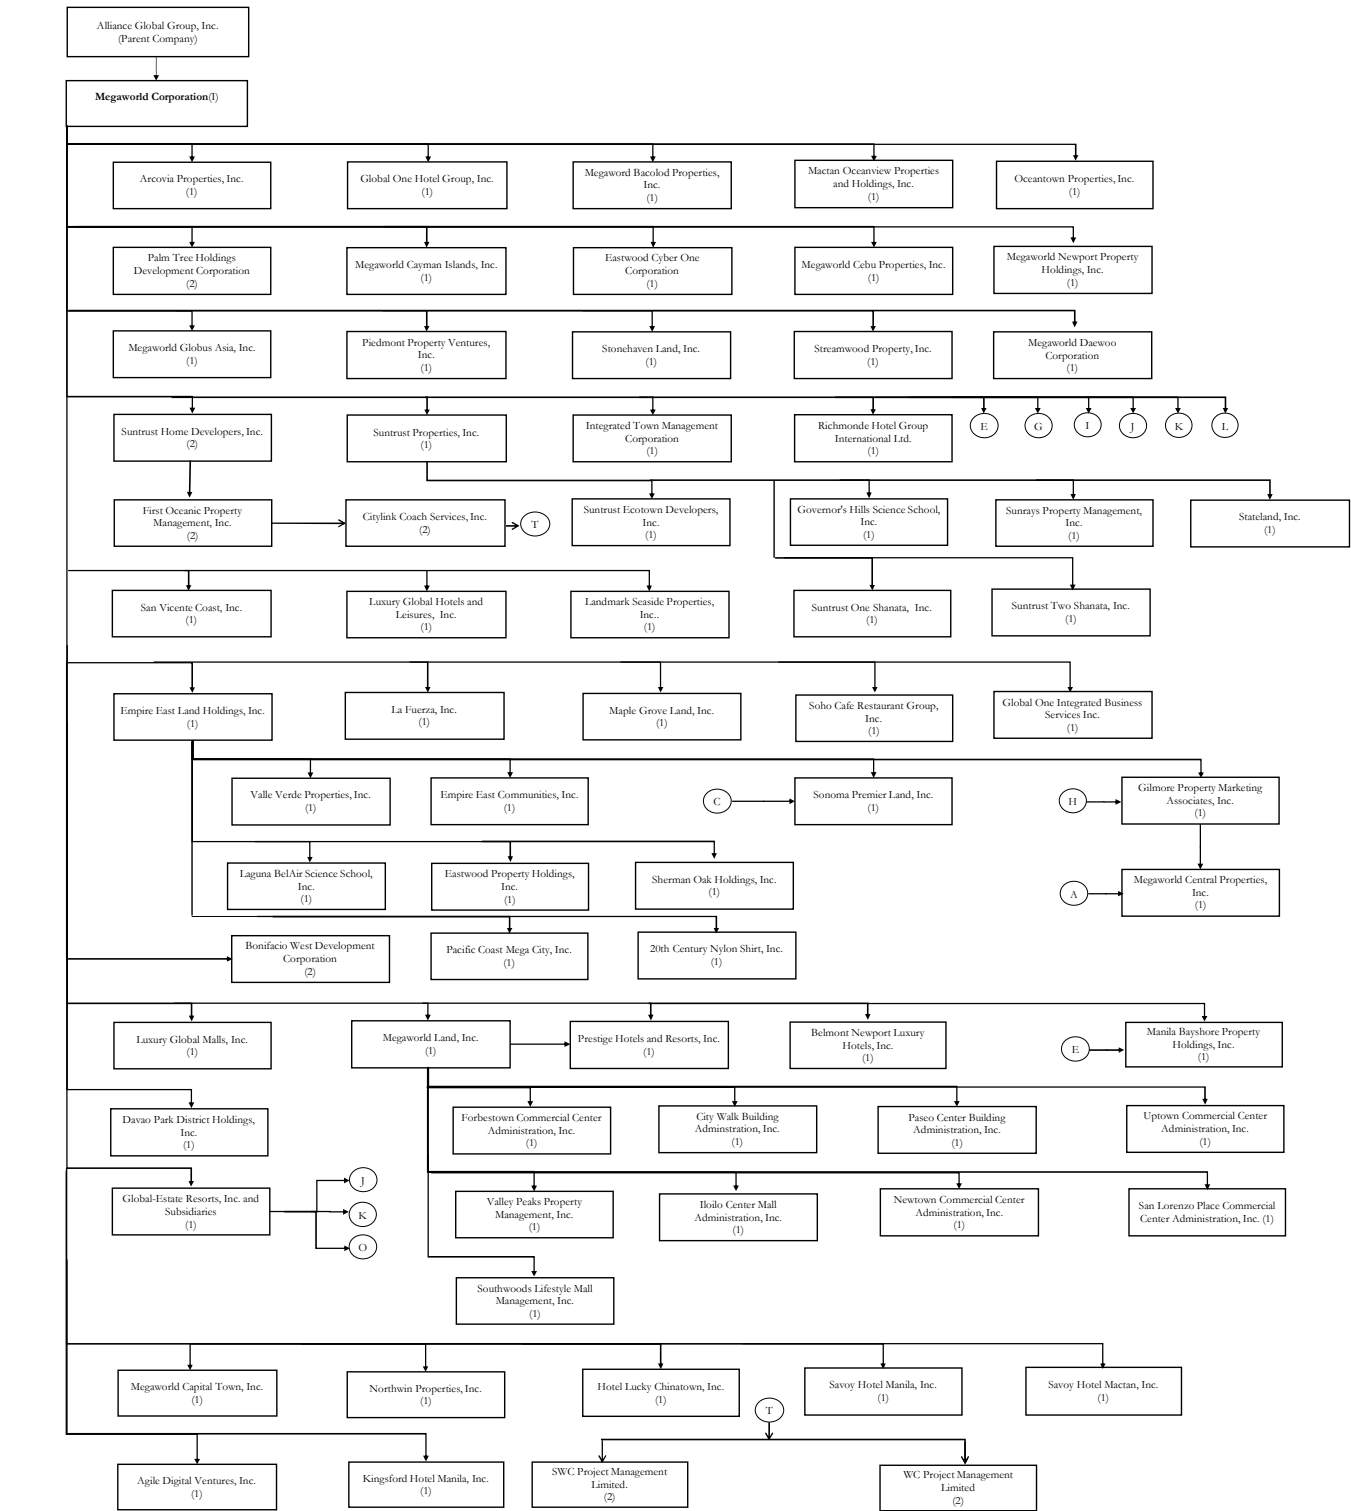 Alliance Global Group, Inc.
(Parent Company)
Megaworld Corporation(1)
Arcovia Properties, Inc.
(1)
Global One Hotel Group, Inc.
(1)
Megaword Bacolod Properties,
Inc.
(1)
Mactan Oceanview Properties
and Holdings, Inc.
(1)
Oceantown Properties, Inc.
(1)
Palm Tree Holdings
Development Corporation
(2)
Megaworld Cayman Islands, Inc.
(1)
Eastwood Cyber One
Corporation
(1)
Megaworld Cebu Properties, Inc.
(1)
Megaworld Newport Property
Holdings, Inc.
(1)
Megaworld Globus Asia, Inc.
(1)
Piedmont Property Ventures,
Inc.
(1)
Stonehaven Land, Inc.
(1)
Streamwood Property, Inc.
(1)
Megaworld Daewoo
Corporation
(1)
Suntrust Home Developers, Inc.
(2)
Suntrust Properties, Inc.
(1)
Integrated Town Management
Corporation
(1)
Richmonde Hotel Group
International Ltd.
(1)
E
G
I
J
K
L
First Oceanic Property
Management, Inc.
(2)
Citylink Coach Services, Inc.
(2)
T
Suntrust Ecotown Developers,
Inc.
(1)
Governor's Hills Science School,
Inc.
(1)
Sunrays Property Management,
Inc.
(1)
Stateland, Inc.
(1)
San Vicente Coast, Inc.
(1)
Luxury Global Hotels and
Leisures, Inc.
(1)
Landmark Seaside Properties,
Inc..
(1)
Suntrust One Shanata, Inc.
(1)
Suntrust Two Shanata, Inc.
(1)
Empire East Land Holdings, Inc.
(1)
La Fuerza, Inc.
(1)
Maple Grove Land, Inc.
(1)
Soho Cafe Restaurant Group,
Inc.
(1)
Global One Integrated Business
Services Inc.
(1)
Valle Verde Properties, Inc.
(1)
Empire East Communities, Inc.
(1)
C
Sonoma Premier Land, Inc.
(1)
H
Gilmore Property Marketing
Associates, Inc.
(1)
Laguna BelAir Science School,
Inc.
(1)
Eastwood Property Holdings,
Inc.
(1)
Sherman Oak Holdings, Inc.
(1)
A
Megaworld Central Properties,
Inc.
(1)
Bonifacio West Development
Corporation
(2)
Pacific Coast Mega City, Inc.
(1)
20th Century Nylon Shirt, Inc.
(1)
Luxury Global Malls, Inc.
(1)
Megaworld Land, Inc.
(1)
Prestige Hotels and Resorts, Inc.
(1)
Belmont Newport Luxury
Hotels, Inc.
(1)
E
Manila Bayshore Property
Holdings, Inc.
(1)
Davao Park District Holdings,
Inc.
(1)
Forbestown Commercial Center
Administration, Inc.
(1)
City Walk Building
Adminstration, Inc.
(1)
Paseo Center Building
Administration, Inc.
(1)
Uptown Commercial Center
Administration, Inc.
(1)
Global-Estate Resorts, Inc. and
Subsidiaries
(1)
J
K
O
Valley Peaks Property
Management, Inc.
(1)
Iloilo Center Mall
Administration, Inc.
(1)
Newtown Commercial Center
Administration, Inc.
(1)
San Lorenzo Place Commercial
Center Administration, Inc. (1)
Southwoods Lifestyle Mall
Management, Inc.
(1)
Megaworld Capital Town, Inc.
(1)
Northwin Properties, Inc.
(1)
Hotel Lucky Chinatown, Inc.
(1)
Savoy Hotel Manila, Inc.
(1)
Savoy Hotel Mactan, Inc.
(1)
T
Agile Digital Ventures, Inc.
(1)
Kingsford Hotel Manila, Inc.
(1)
SWC Project Management
Limited.
(2)
WC Project Management
Limited
(2)